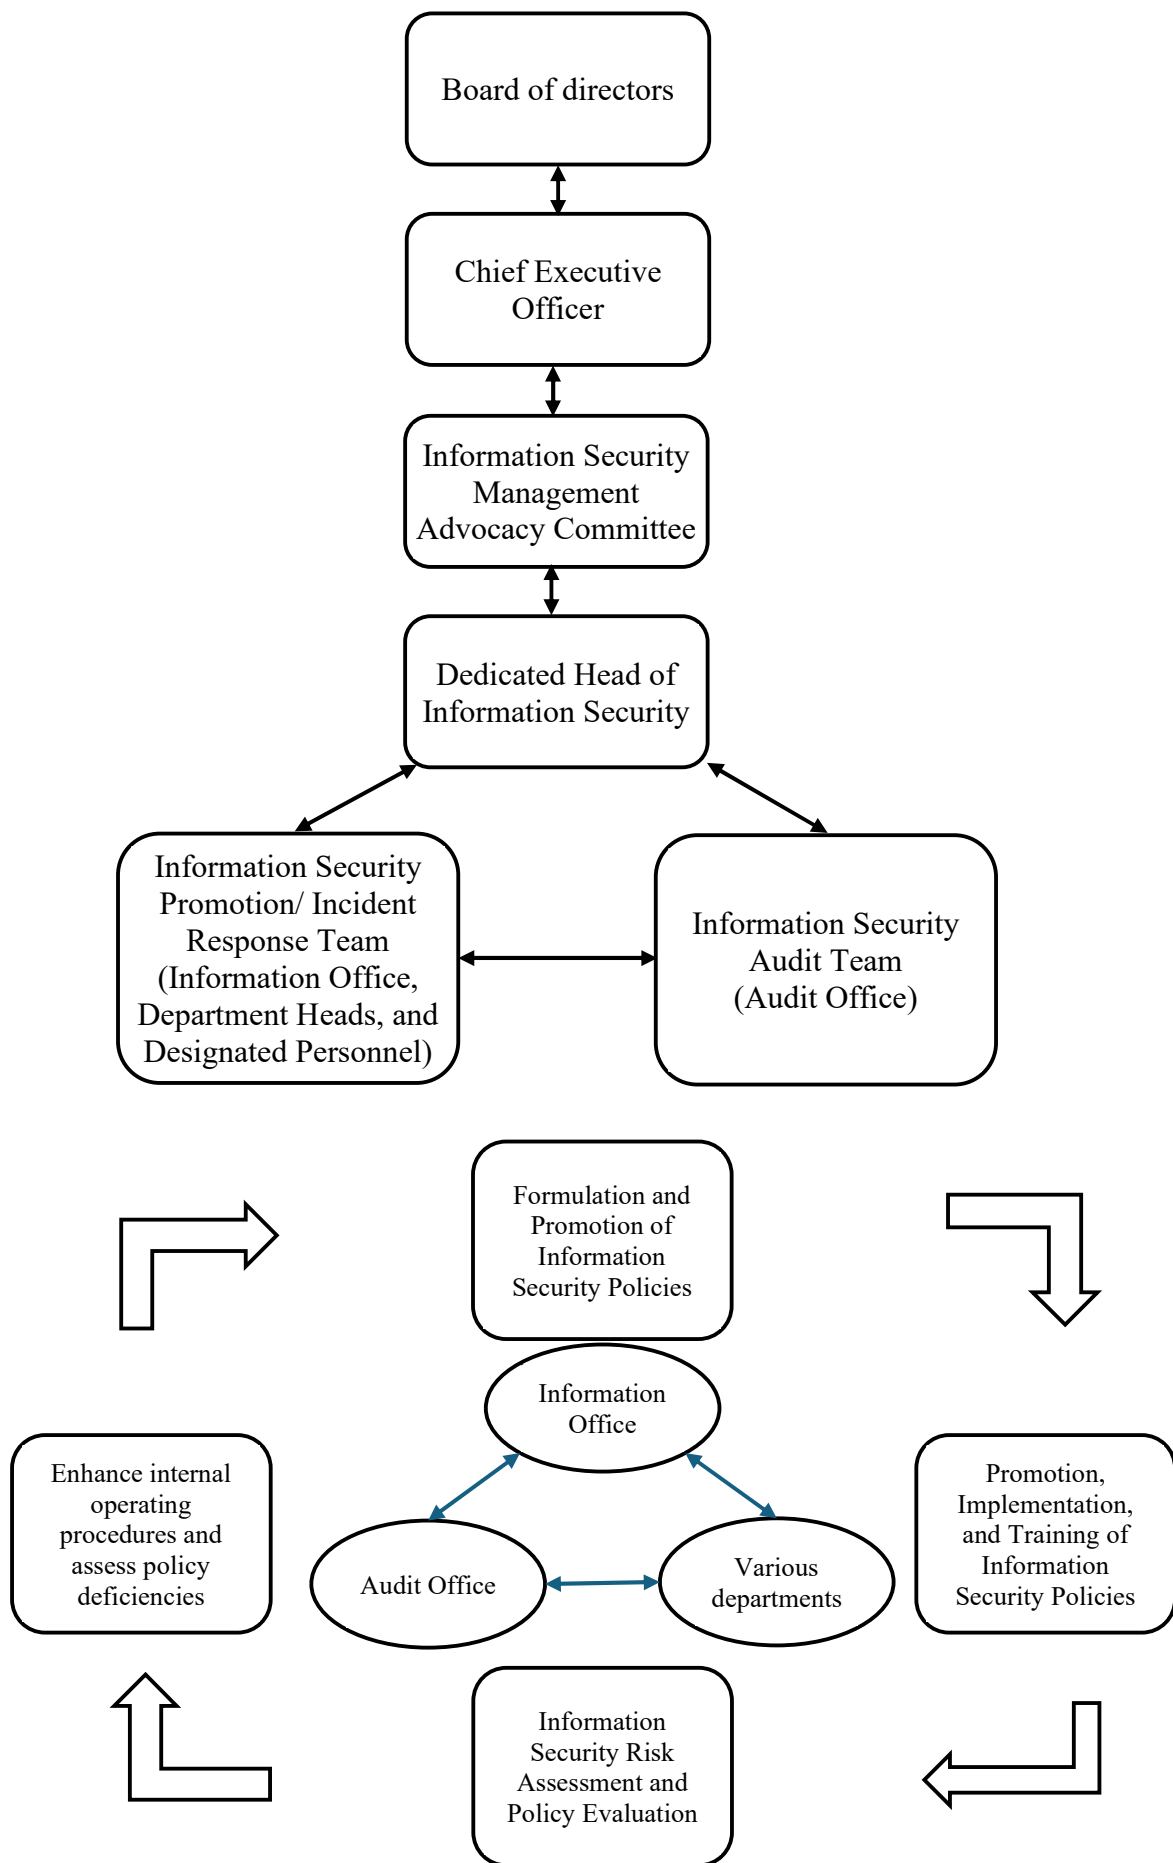 Board of directors
Chief Executive
Officer
Information Security
Management
Advocacy Committee
Dedicated Head of
Information Security
Information Security
Promotion/ Incident
Response Team
(Information Office,
Department Heads, and
Designated Personnel)
Information Security
Audit Team
(Audit Office)
Formulation and
Promotion of
Information
Security Policies
Information
Office
Enhance internal
operating
procedures and
assess policy
deficiencies
Audit Office
Various
departments
Promotion,
Implementation,
and Training of
Information
Security Policies
Information
Security Risk
Assessment and
Policy Evaluation